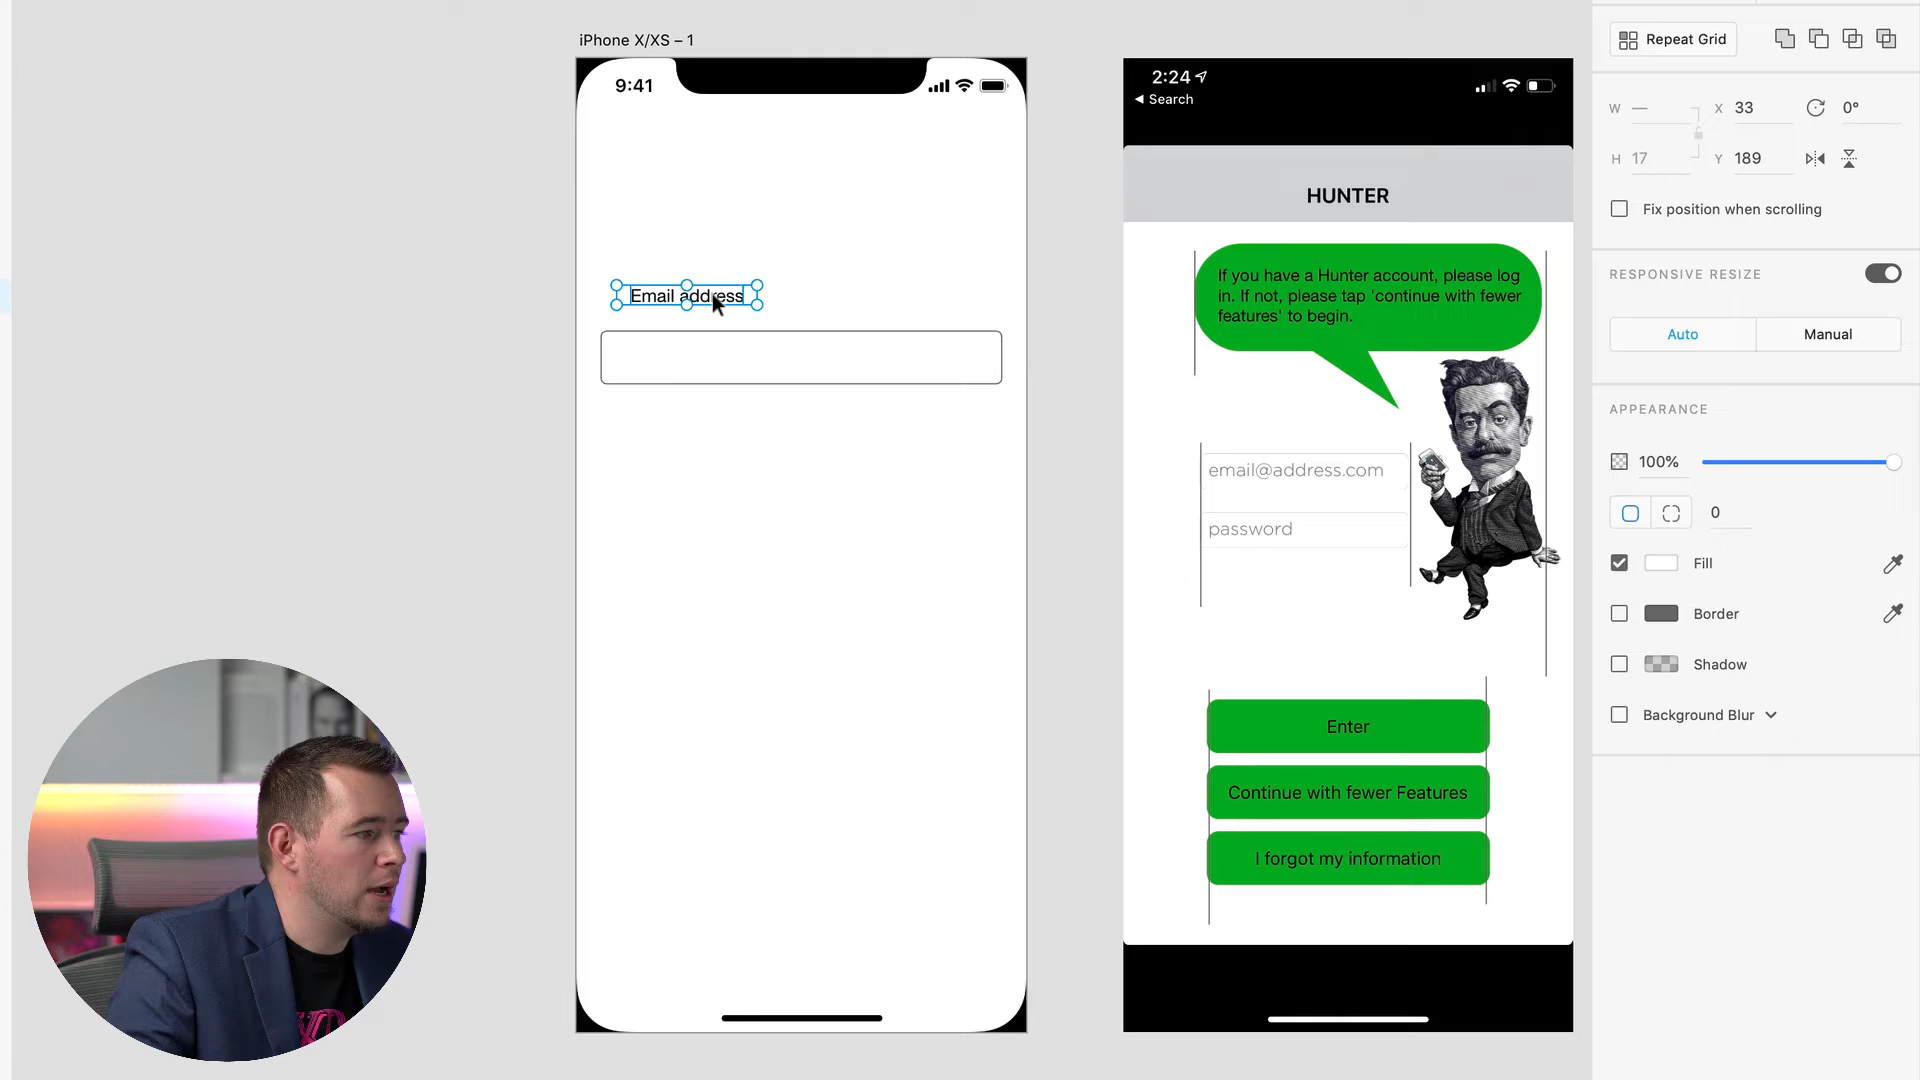 iPhone X/XS – 1
9:41
Email address
2:24
Search
HUNTER
If you have a Hunter account, please log
in. If not, please tap 'continue with fewer
features' to begin.
email@address.com
password
Enter
Continue with fewer Features
I forgot my information
Repeat Grid
W —
X 33
0°
H 17
Y 189
Fix position when scrolling
RESPONSIVE RESIZE
Auto
Manual
APPEARANCE
100%
0
Fill
Border
Shadow
Background Blur